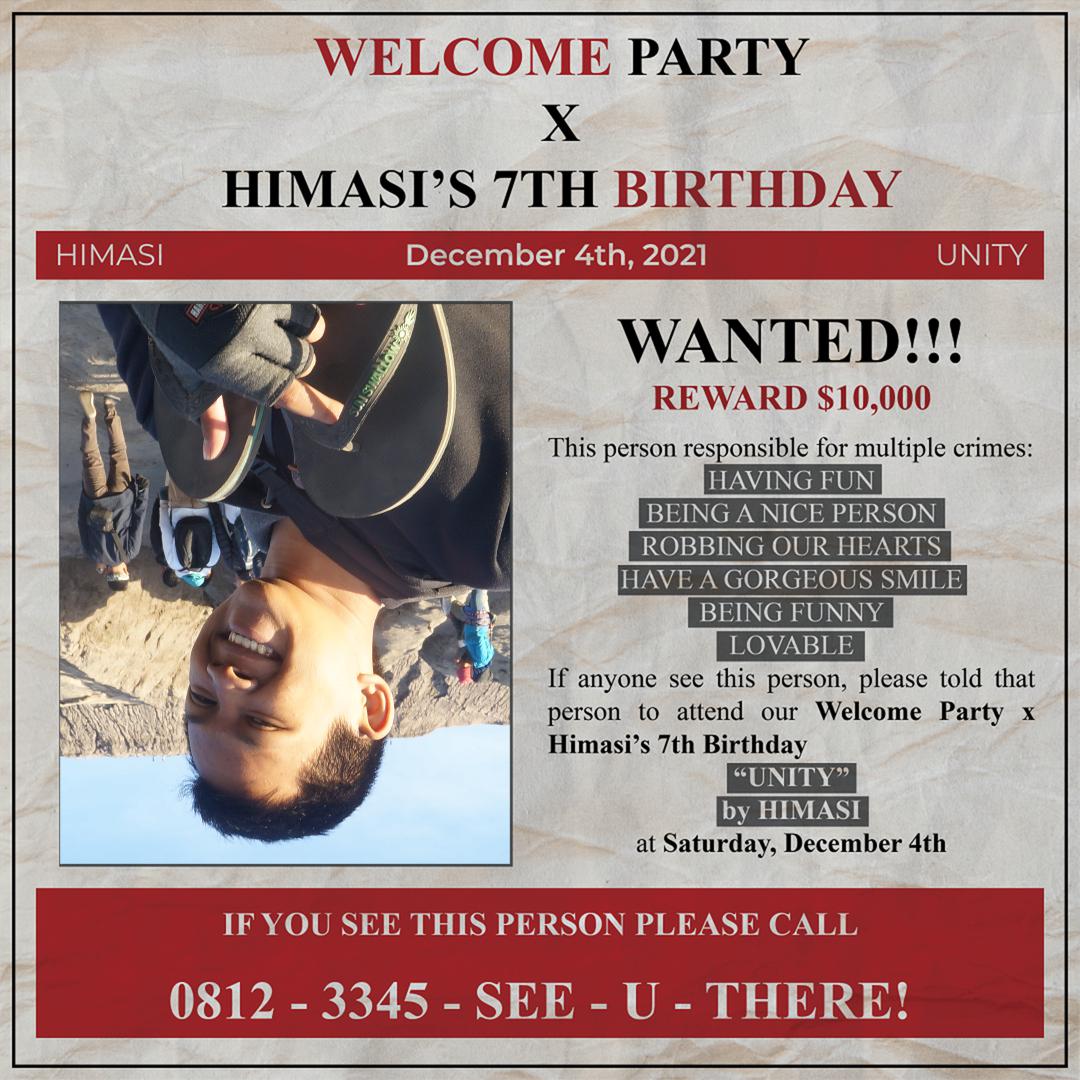 WELCOME PARTY
X
HIMASI’S 7TH BIRTHDAY
HIMASI December 4th, 2021 UNITY
WANTED!!!
REWARD $10,000
This person responsible for multiple crimes:
HAVING FUN
BEING A NICE PERSON
ROBBING OUR HEARTS
HAVE A GORGEOUS SMILE
BEING FUNNY
LOVABLE
If anyone see this person, please told that
person to attend our Welcome Party x
Himasi’s 7th Birthday
“UNITY”
by HIMASI
at Saturday, December 4th
IF YOU SEE THIS PERSON PLEASE CALL
0812 - 3345 - SEE - U - THERE!